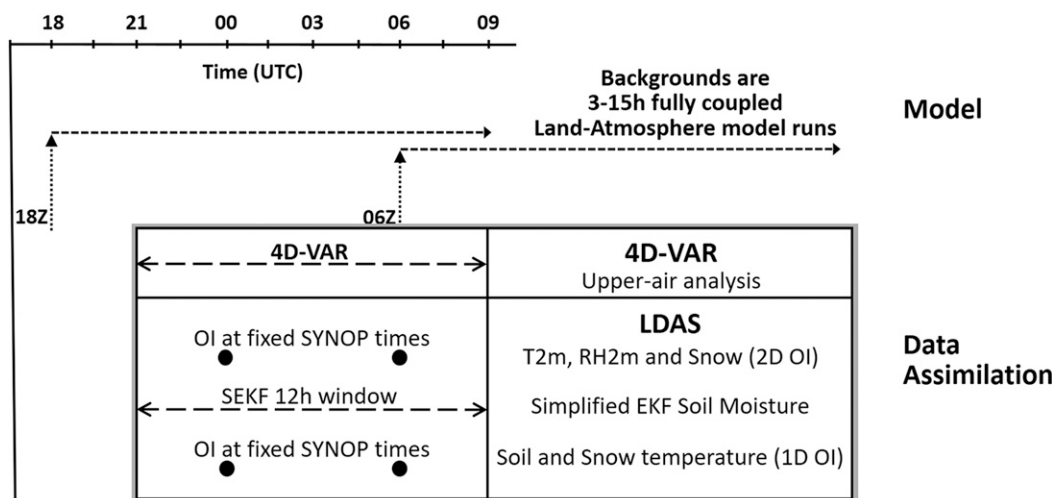 18 21 00 03 06 09
Time (UTC)
Backgrounds are
3-15h fully coupled
Land-Atmosphere model runs
Model
18Z
06Z
4D-VAR
4D-VAR
Upper-air analysis
OI at fixed SYNOP times
SEKF 12h window
OI at fixed SYNOP times
LDAS
T2m, RH2m and Snow (2D OI)
Simplified EKF Soil Moisture
Soil and Snow temperature (1D OI)
Data
Assimilation